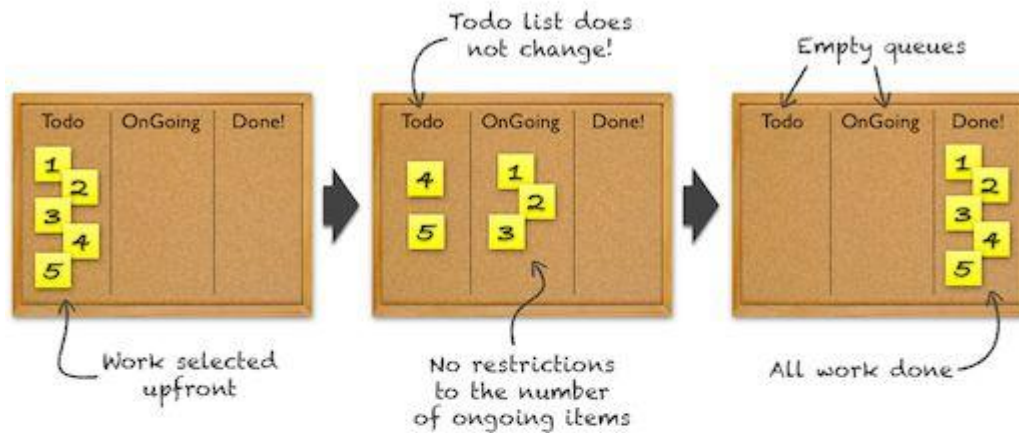 Todo list does
not change!
Empty queues
Todo OnGoing Done!
1
2
3
4
5
Todo OnGoing Done!
4
5
1
2
3
Todo OnGoing Done!
1
2
3
4
5
Work selected
upfront
No restrictions
to the number
of ongoing items
All work done